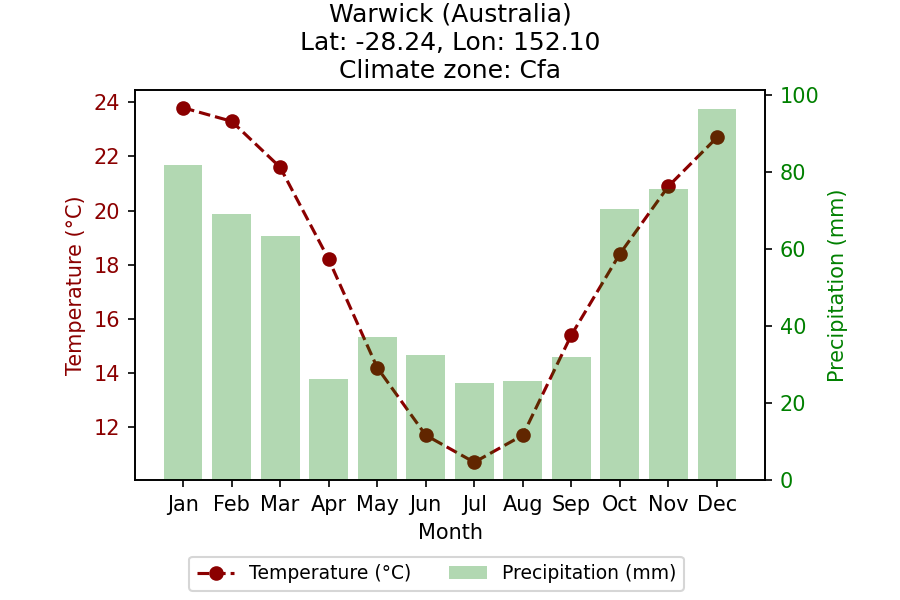 Warwick (Australia)
Lat: -28.24, Lon: 152.10
Climate zone: Cfa
Temperature (°C)
24
22
20
18
16
14
12
100
80
60
40
20
0
Precipitation (mm)
Jan Feb Mar Apr May Jun Jul Aug Sep Oct Nov Dec
Month
Temperature (°C) Precipitation (mm)